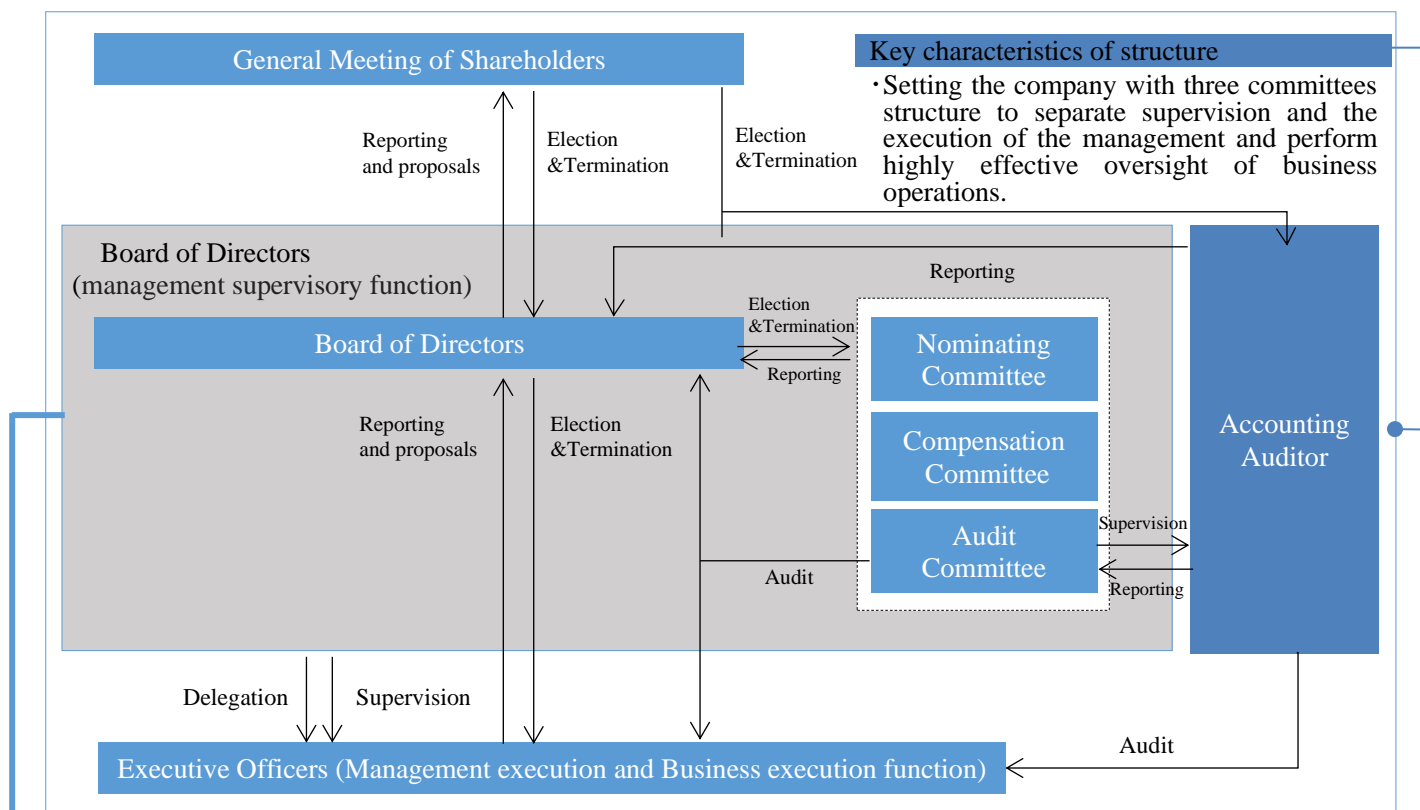 General Meeting of Shareholders
Key characteristics of structure
・Setting the company with three committees
structure to separate supervision and the
execution of the management and perform
highly effective oversight of business
operations.
Reporting
and proposals
Election
&Termination
Election
&Termination
Board of Directors
(management supervisory function)
Reporting
Board of Directors
Election
&Termination
Reporting
Nominating
Committee
Reporting
and proposals
Election
&Termination
Compensation
Committee
Accounting
Auditor
Audit
Committee
Supervision
Reporting
Audit
Delegation
Supervision
Audit
Executive Officers (Management execution and Business execution function)